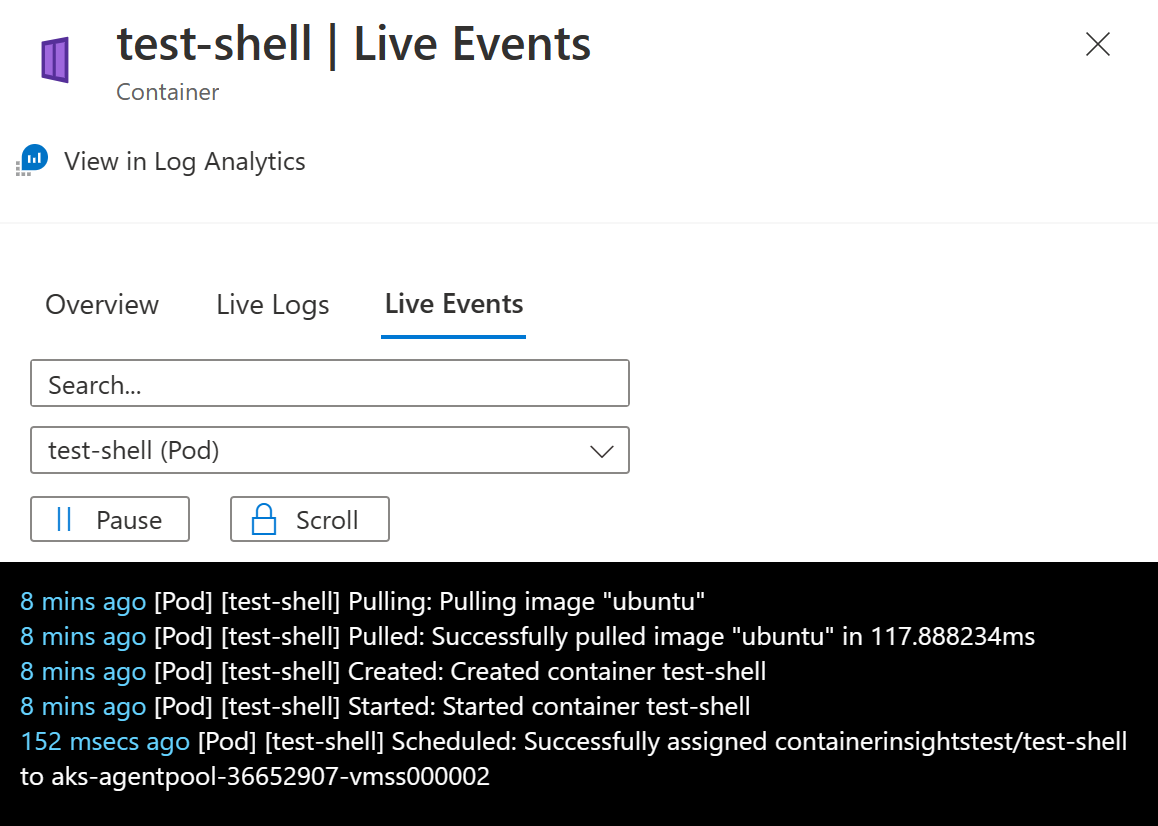 test-shell | Live Events
Container
View in Log Analytics
Overview Live Logs Live Events
Search...
test-shell (Pod)
Pause Scroll
8 mins ago [Pod] [test-shell] Pulling: Pulling image "ubuntu"
8 mins ago [Pod] [test-shell] Pulled: Successfully pulled image "ubuntu" in 117.888234ms
8 mins ago [Pod] [test-shell] Created: Created container test-shell
8 mins ago [Pod] [test-shell] Started: Started container test-shell
152 msecs ago [Pod] [test-shell] Scheduled: Successfully assigned containerinsightstest/test-shell
to aks-agentpool-36652907-vmss000002